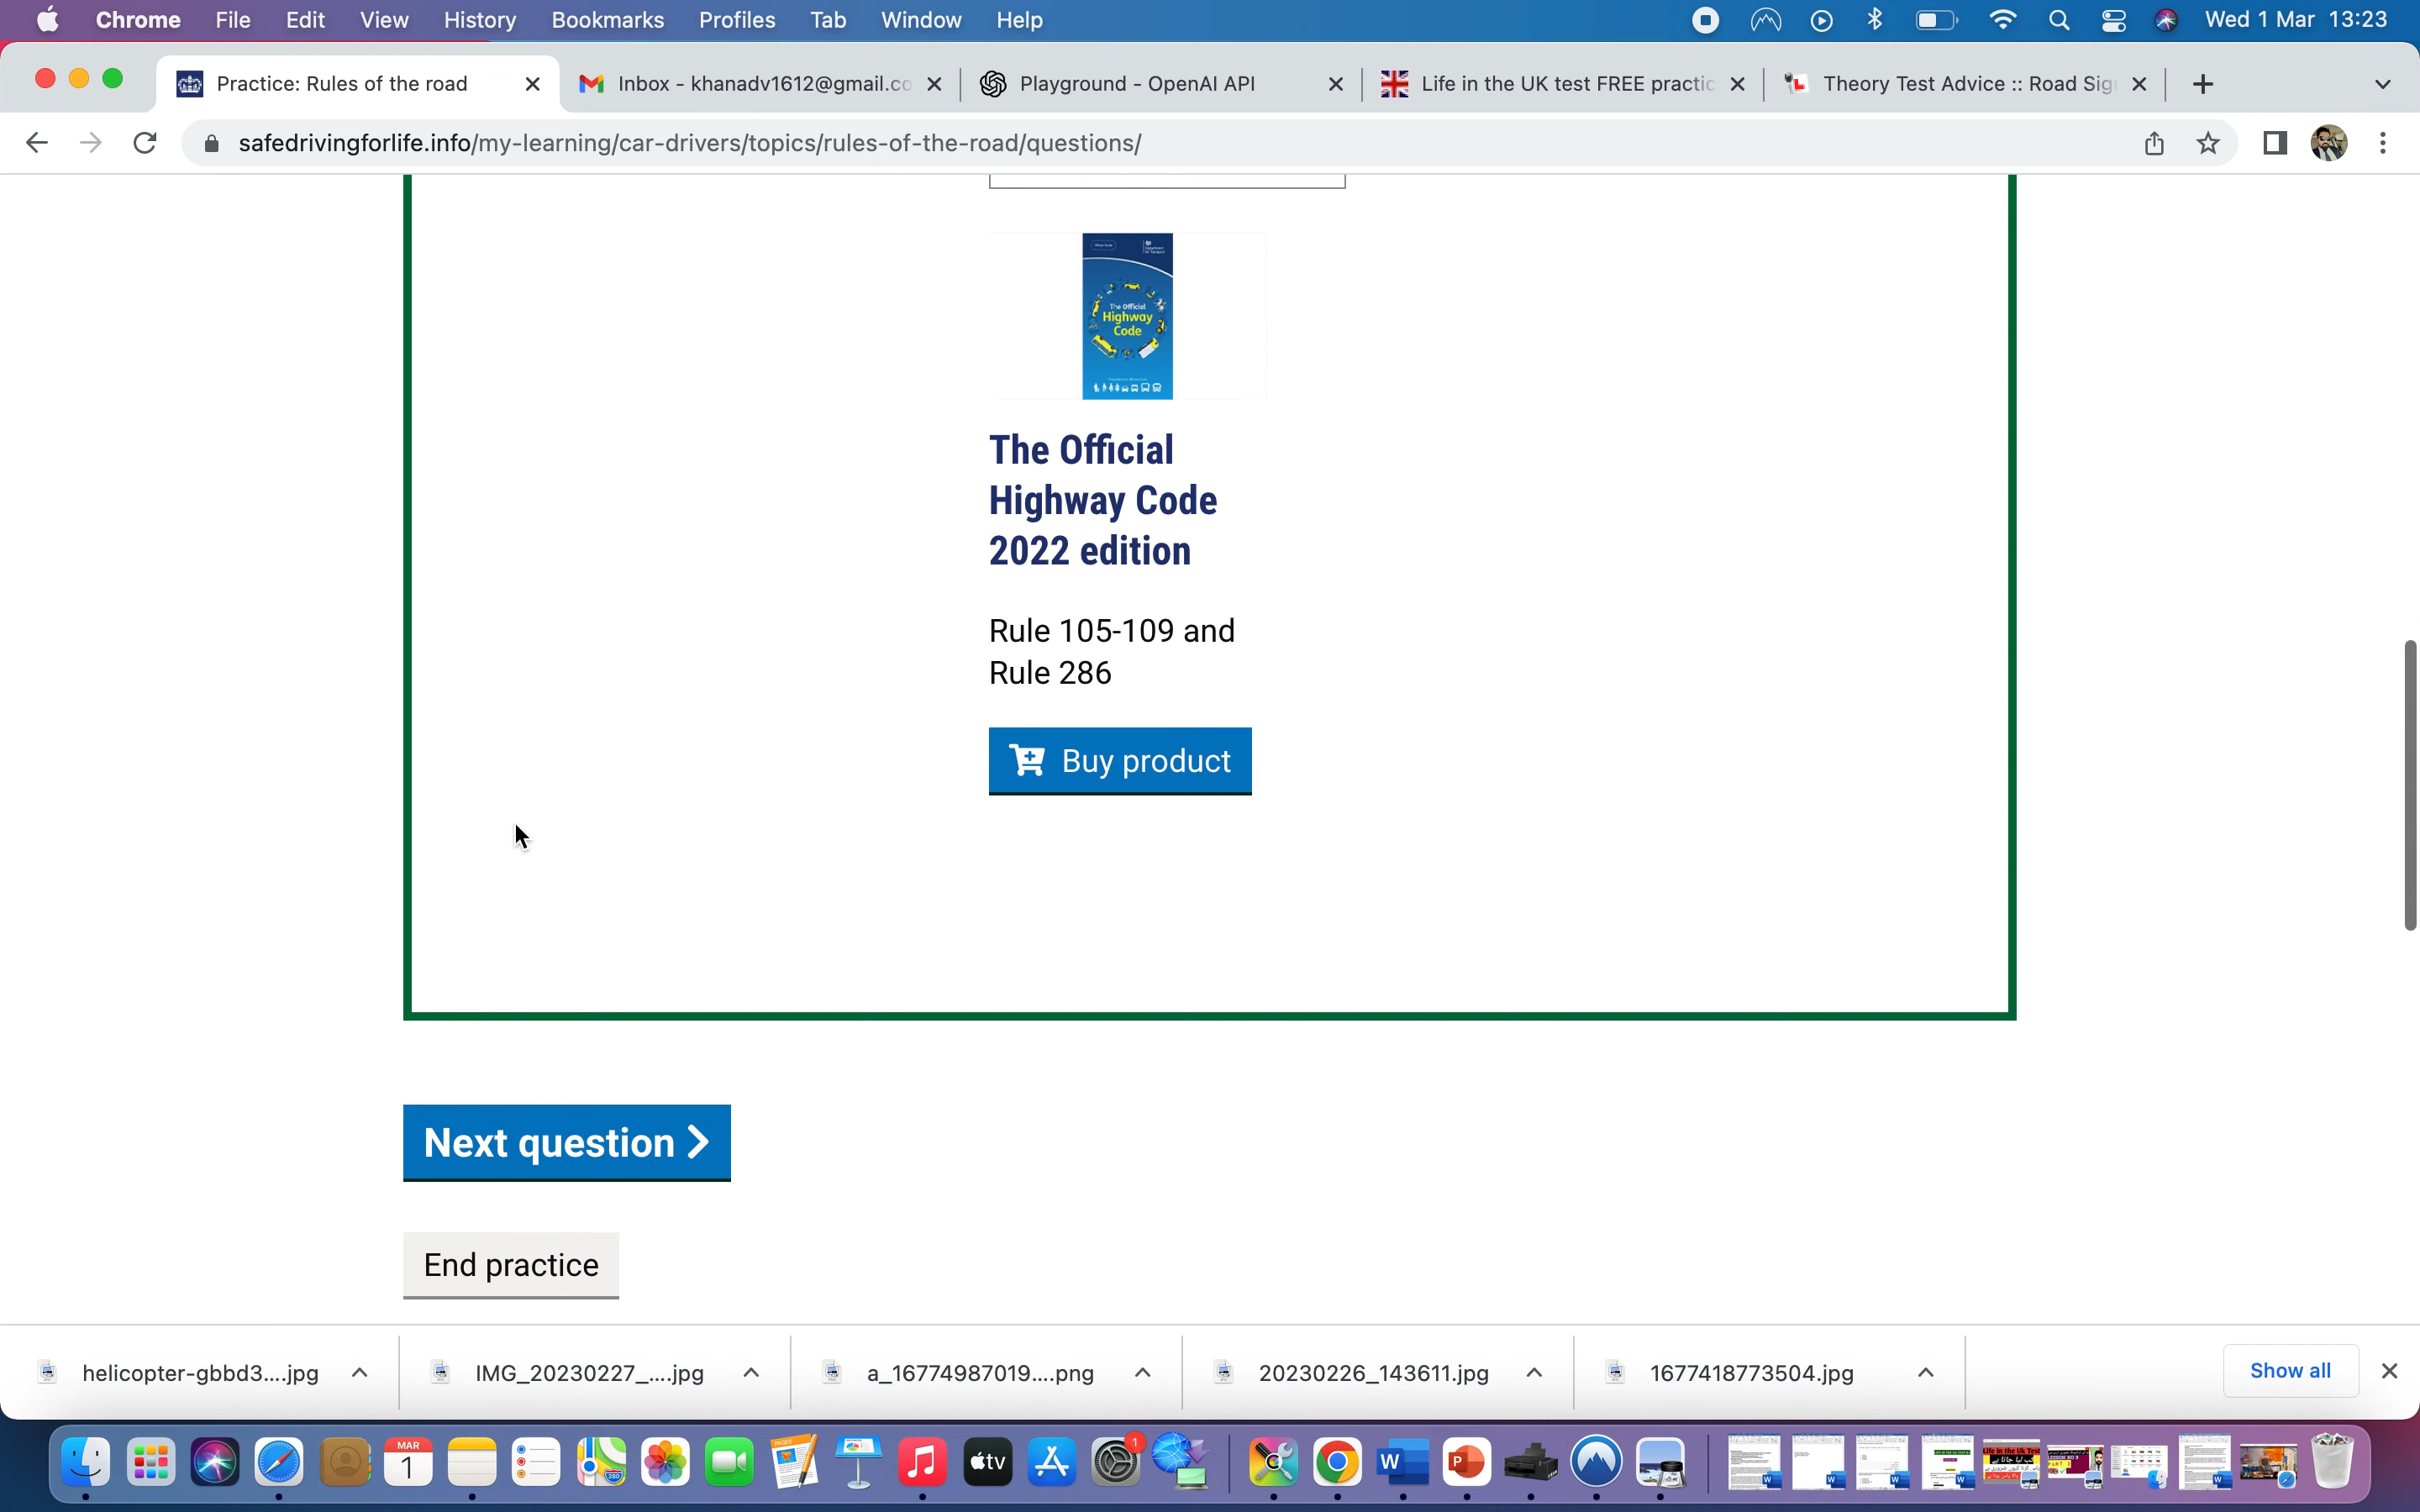 Chrome File Edit View History Bookmarks Profiles Tab Window Help Wed 1 Mar 13:23
Practice: Rules of the road
Inbox - khanadv1612@gmail.co
Playground - OpenAI API
Life in the UK test FREE practic
Theory Test Advice :: Road Sig
safedrivingforlife.info/my-learning/car-drivers/topics/rules-of-the-road/questions/
The Official
Highway
Code
The Official
Highway Code
2022 edition
Rule 105-109 and
Rule 286
Buy product
Next question
End practice
helicopter-gbbd3....jpg
IMG_20230227_....jpg
a_16774987019....png
20230226_143611.jpg
1677418773504.jpg
Show all
MAR
1
PAGES
280
tv
1
W
P